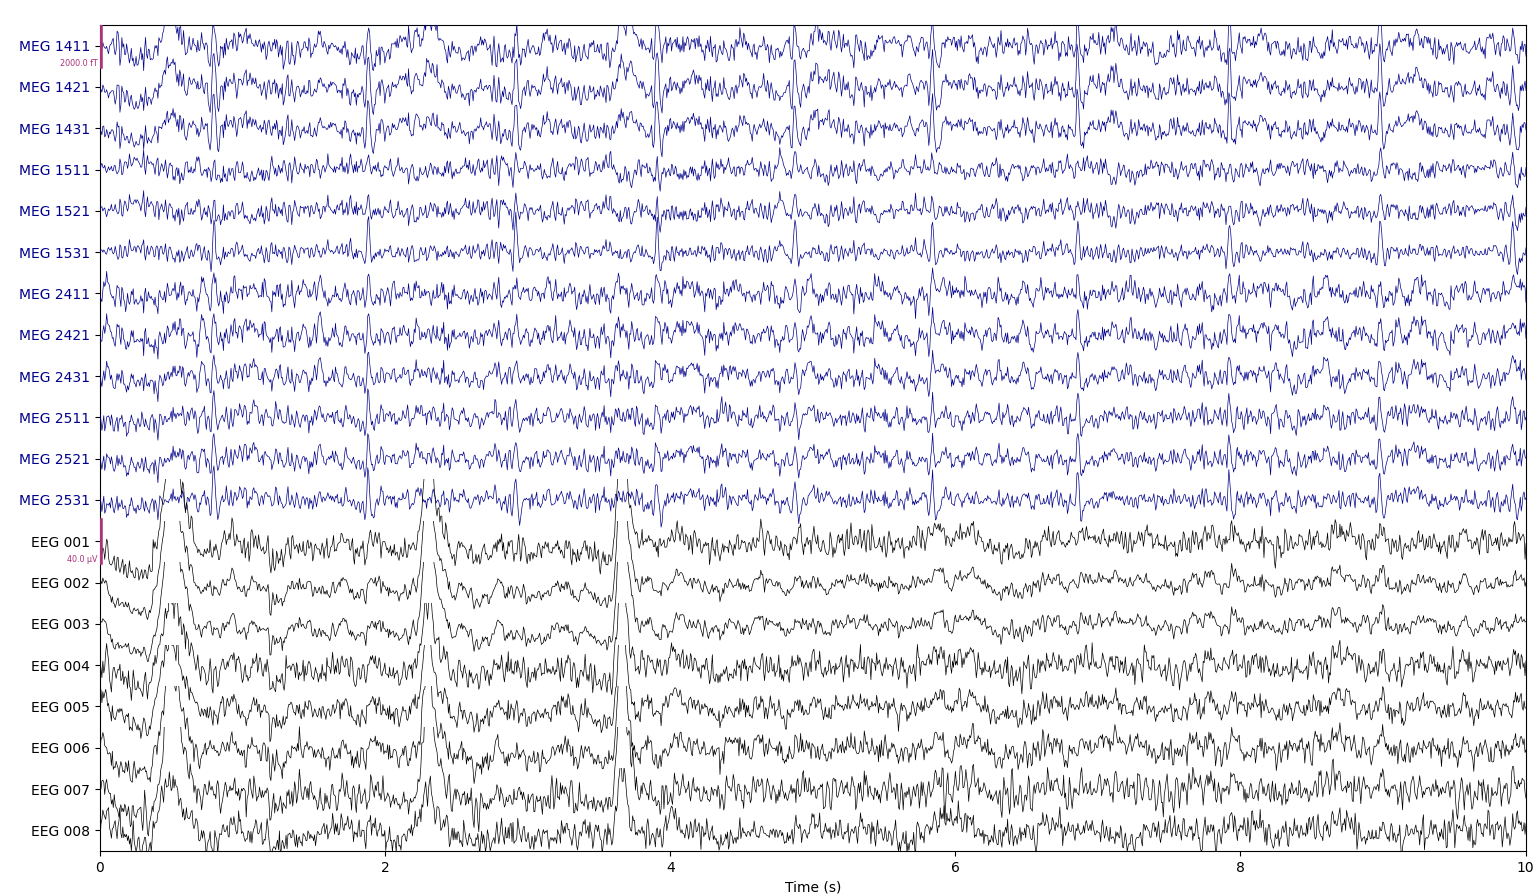 MEG 1411
2000.0 fT
MEG 1421
MEG 1431
MEG 1511
MEG 1521
MEG 1531
MEG 2411
MEG 2421
MEG 2431
MEG 2511
MEG 2521
MEG 2531
EEG 001
40.0 µV
EEG 002
EEG 003
EEG 004
EEG 005
EEG 006
EEG 007
EEG 008
0 2 4 6 8 10
Time (s)